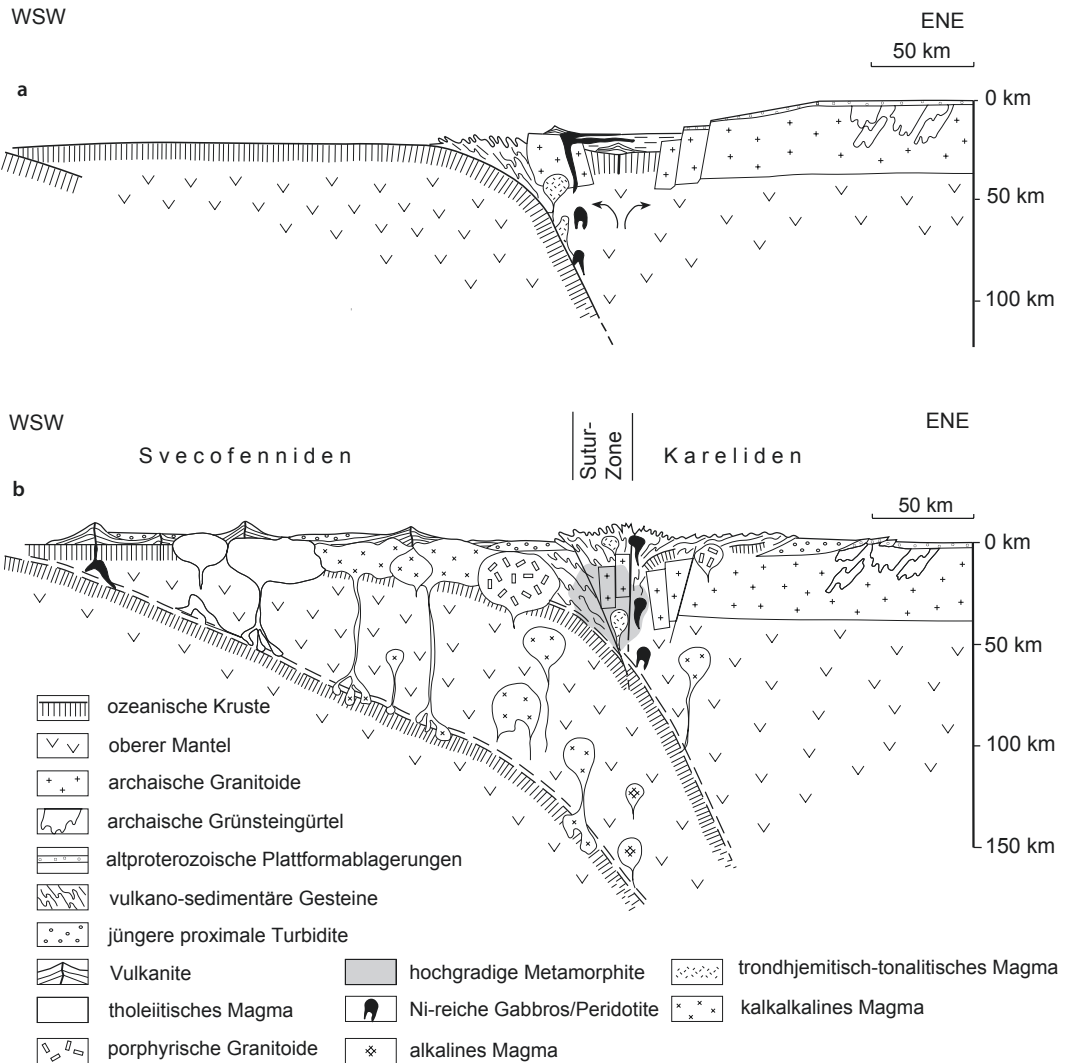 WSW
ENE
50 km
a
0 km
50 km
100 km
WSW
ENE
Svecofenniden
Sutur-
Zone
Kareliden
b
50 km
0 km
50 km
100 km
150 km
ozeanische Kruste
oberer Mantel
archaische Granitoide
archaische Grünsteingürtel
altproterozoische Plattformablagerungen
vulkano-sedimentäre Gesteine
jüngere proximale Turbidite
Vulkanite
tholeiitisches Magma
porphyrische Granitoide
hochgradige Metamorphite
Ni-reiche Gabbros/Peridotite
alkalines Magma
trondhjemitisch-tonalitisches Magma
kalkalkalines Magma